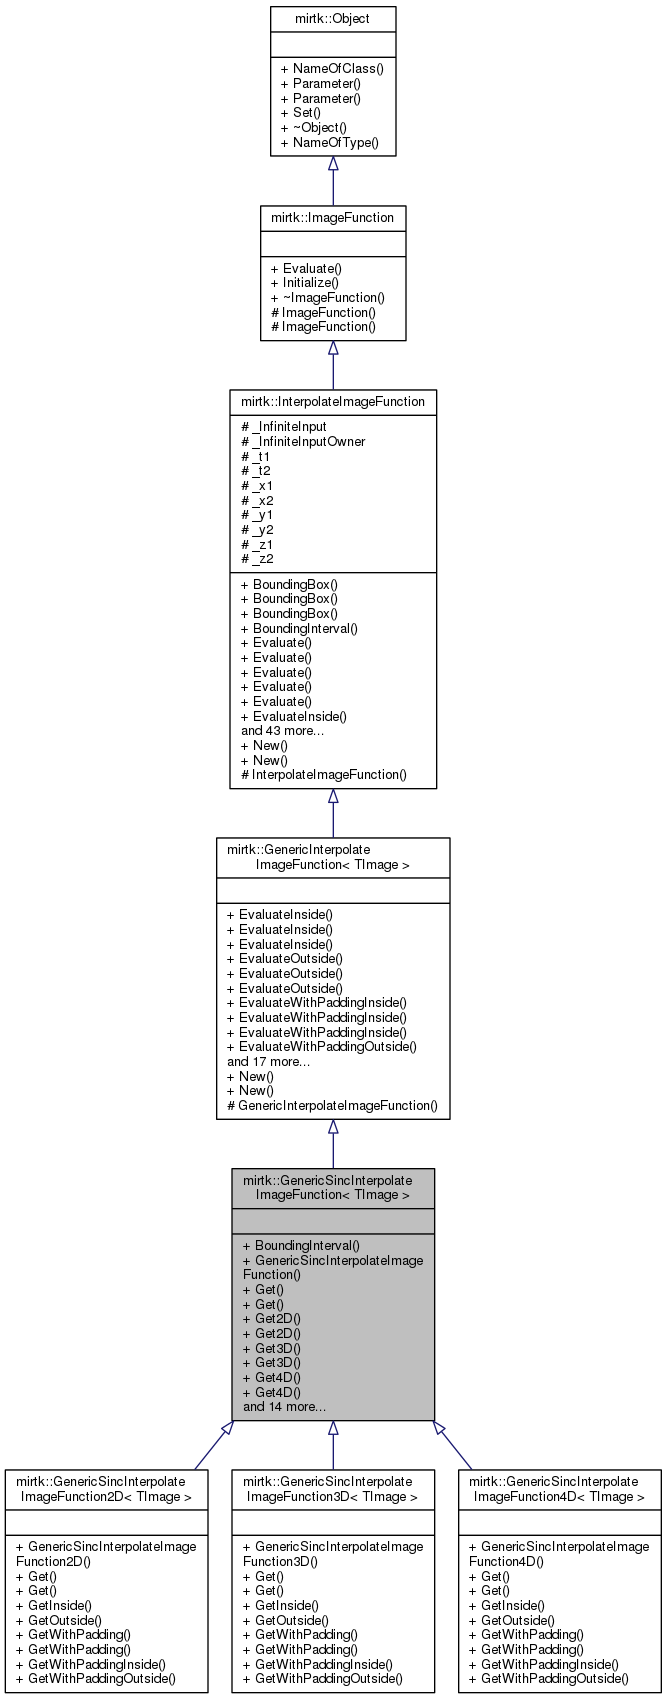 mirtk::Object
+ NameOfClass()
+ Parameter()
+ Parameter()
+ Set()
+ ~Object()
+ NameOfType()
mirtk::ImageFunction
+ Evaluate()
+ Initialize()
+ ~ImageFunction()
# ImageFunction()
# ImageFunction()
mirtk::InterpolateImageFunction
# _InfiniteInput
# _InfiniteInputOwner
# _t1
# _t2
# _x1
# _x2
# _y1
# _y2
# _z1
# _z2
+ BoundingBox()
+ BoundingBox()
+ BoundingBox()
+ BoundingInterval()
+ Evaluate()
+ Evaluate()
+ Evaluate()
+ Evaluate()
+ Evaluate()
+ EvaluateInside()
and 43 more...
+ New()
+ New()
# InterpolateImageFunction()
mirtk::GenericInterpolate
ImageFunction< TImage >
+ EvaluateInside()
+ EvaluateInside()
+ EvaluateInside()
+ EvaluateOutside()
+ EvaluateOutside()
+ EvaluateOutside()
+ EvaluateWithPaddingInside()
+ EvaluateWithPaddingInside()
+ EvaluateWithPaddingInside()
+ EvaluateWithPaddingOutside()
and 17 more...
+ New()
+ New()
# GenericInterpolateImageFunction()
mirtk::GenericSincInterpolate
ImageFunction< TImage >
+ BoundingInterval()
+ GenericSincInterpolateImage
Function()
+ Get()
+ Get()
+ Get2D()
+ Get2D()
+ Get3D()
+ Get3D()
+ Get4D()
+ Get4D()
and 14 more...
mirtk::GenericSincInterpolate
ImageFunction2D< TImage >
+ GenericSincInterpolateImage
Function2D()
+ Get()
+ Get()
+ GetInside()
+ GetOutside()
+ GetWithPadding()
+ GetWithPadding()
+ GetWithPaddingInside()
+ GetWithPaddingOutside()
mirtk::GenericSincInterpolate
ImageFunction3D< TImage >
+ GenericSincInterpolateImage
Function3D()
+ Get()
+ Get()
+ GetInside()
+ GetOutside()
+ GetWithPadding()
+ GetWithPadding()
+ GetWithPaddingInside()
+ GetWithPaddingOutside()
mirtk::GenericSincInterpolate
ImageFunction4D< TImage >
+ GenericSincInterpolateImage
Function4D()
+ Get()
+ Get()
+ GetInside()
+ GetOutside()
+ GetWithPadding()
+ GetWithPadding()
+ GetWithPaddingInside()
+ GetWithPaddingOutside()